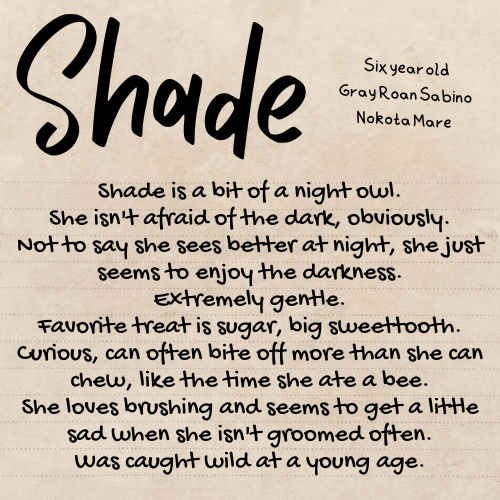 Shade
Six year old
Gray Roan Sabino
Nokota Mare
Shade is a bit of a night owl.
She isn't afraid of the dark, obviously.
Not to say she sees better at night, she just
seems to enjoy the darkness.
Extremely gentle.
Favorite treat is sugar, big sweettooth.
Curious, can often bite off more than she can
chew, like the time she ate a bee.
She loves brushing and seems to get a little
sad when she isn't groomed often.
Was caught wild at a young age.